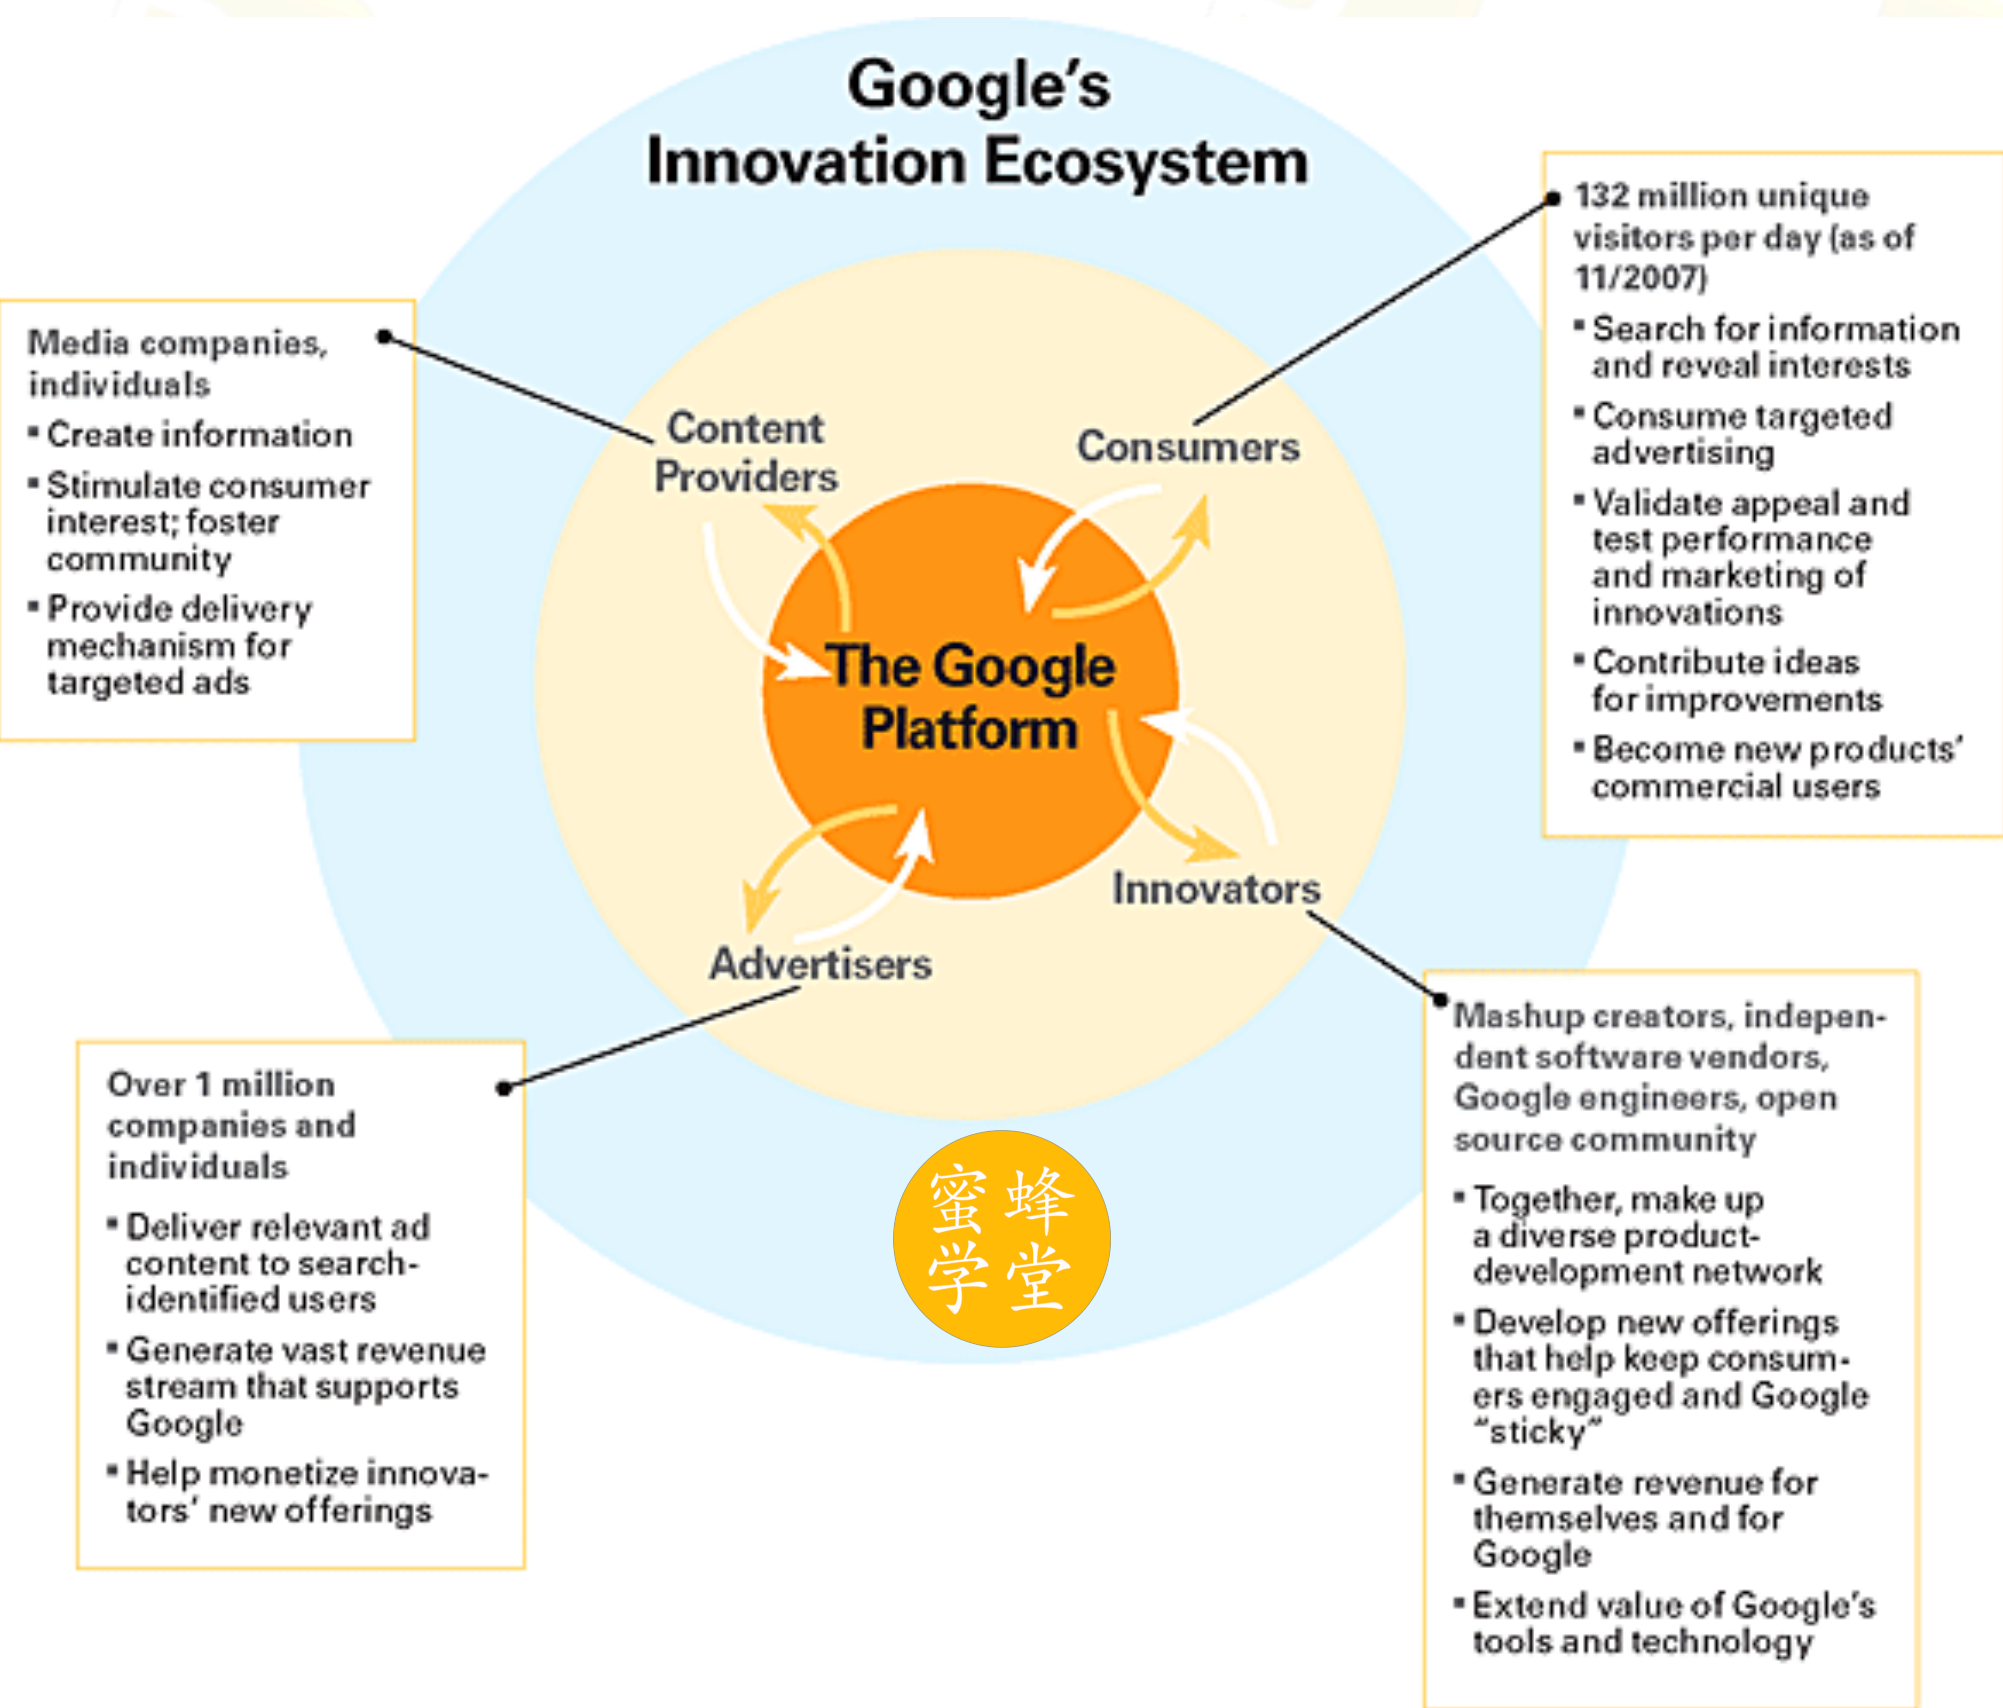 Google's
Innovation Ecosystem
Media companies,
individuals
▪ Create information
▪ Stimulate consumer
interest; foster
community
▪ Provide delivery
mechanism for
targeted ads
Content
Providers
Consumers
132 million unique
visitors per day (as of
11/2007)
▪ Search for information
and reveal interests
▪ Consume targeted
advertising
▪ Validate appeal and
test performance
and marketing of
innovations
▪ Contribute ideas
for improvements
▪ Become new products'
commercial users
The Google
Platform
Advertisers
Innovators
Over 1 million
companies and
individuals
▪ Deliver relevant ad
content to search-
identified users
▪ Generate vast revenue
stream that supports
Google
▪ Help monetize innova-
tors' new offerings
蜜蜂
学堂
Mashup creators, indepen-
dent software vendors,
Google engineers, open
source community
▪ Together, make up
a diverse product-
development network
▪ Develop new offerings
that help keep consum-
ers engaged and Google
“sticky”
▪ Generate revenue for
themselves and for
Google
▪ Extend value of Google's
tools and technology